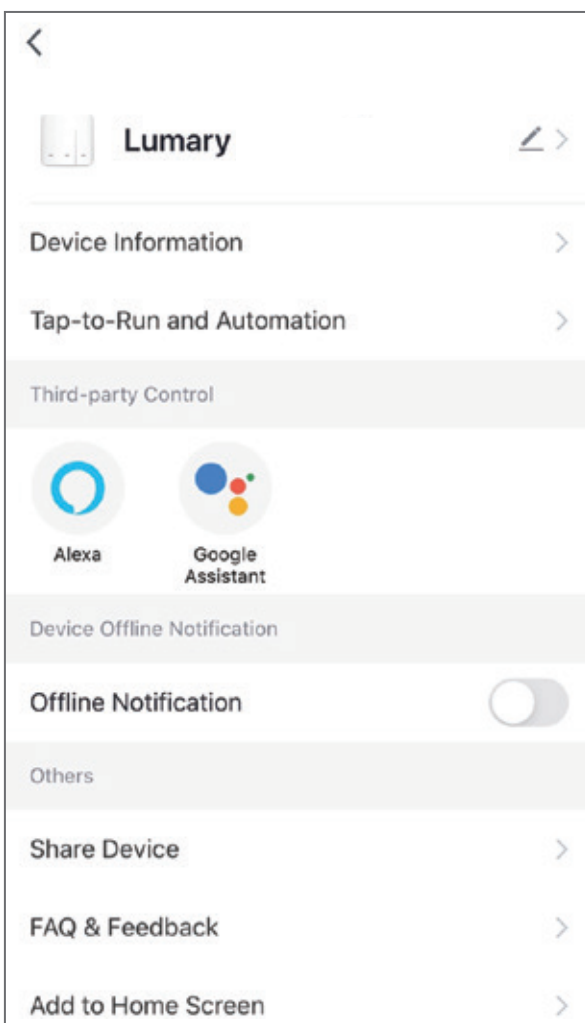 Lumary
Device Information
Tap-to-Run and Automation
Third-party Control
Alexa
Google
Assistant
Device Offline Notification
Offline Notification
Others
Share Device
FAQ & Feedback
Add to Home Screen